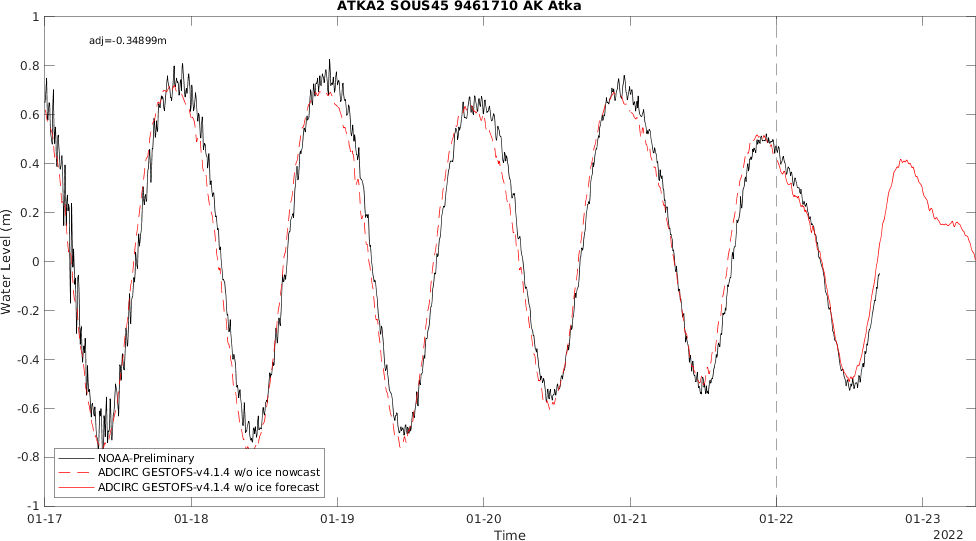 ATKA2 SOUS45 9461710 AK Atka
adj=-0.34899m
1
0.8
0.6
0.4
0.2
0
-0.2
-0.4
-0.6
-0.8
-1
Water Level (m)
NOAA-Preliminary
ADCIRC GESTOFS-v4.1.4 w/o ice nowcast
ADCIRC GESTOFS-v4.1.4 w/o ice forecast
01-17 01-18 01-19 01-20 01-21 01-22 01-23
Time
2022